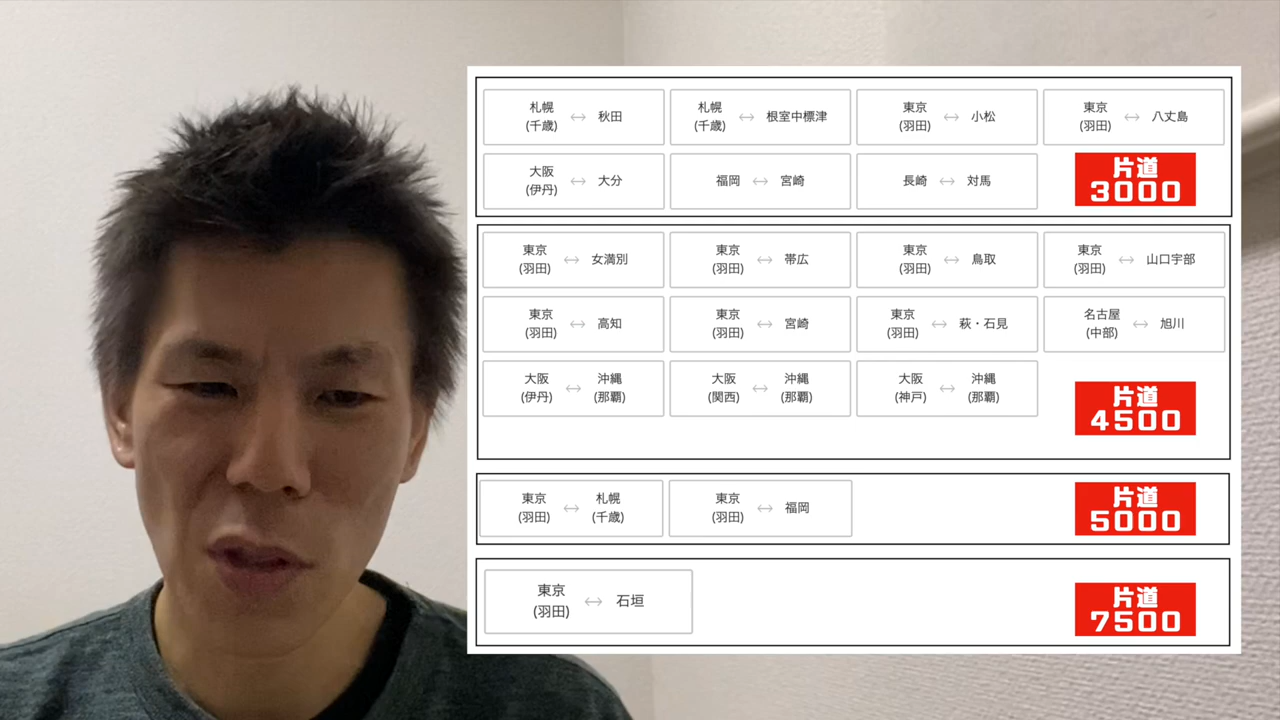 札幌
(千歳) ↔ 秋田
札幌
(千歳) ↔ 根室中標津
東京
(羽田) ↔ 小松
東京
(羽田) ↔ 八丈島
大阪
(伊丹) ↔ 大分
福岡 ↔ 宮崎
長崎 ↔ 対馬
片道
3000
東京
(羽田) ↔ 女満別
東京
(羽田) ↔ 帯広
東京
(羽田) ↔ 鳥取
東京
(羽田) ↔ 山口宇部
東京
(羽田) ↔ 高知
東京
(羽田) ↔ 宮崎
東京
(羽田) ↔ 萩・石見
名古屋
(中部) ↔ 旭川
大阪 ↔ 沖縄
(伊丹) (那覇)
大阪 ↔ 沖縄
(関西) (那覇)
大阪 ↔ 沖縄
(神戸) (那覇)
片道
4500
東京 ↔ 札幌
(羽田) (千歳)
東京
(羽田) ↔ 福岡
片道
5000
東京
(羽田) ↔ 石垣
片道
7500